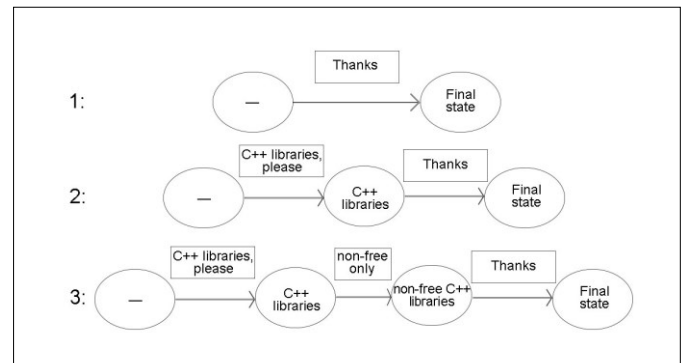 Thanks
1:
—
Final
state
C++ libraries,
please
Thanks
2:
—
C++
libraries
Final
state
C++ libraries,
please
non-free
only
Thanks
3:
—
C++
libraries
non-free C++
libraries
Final
state